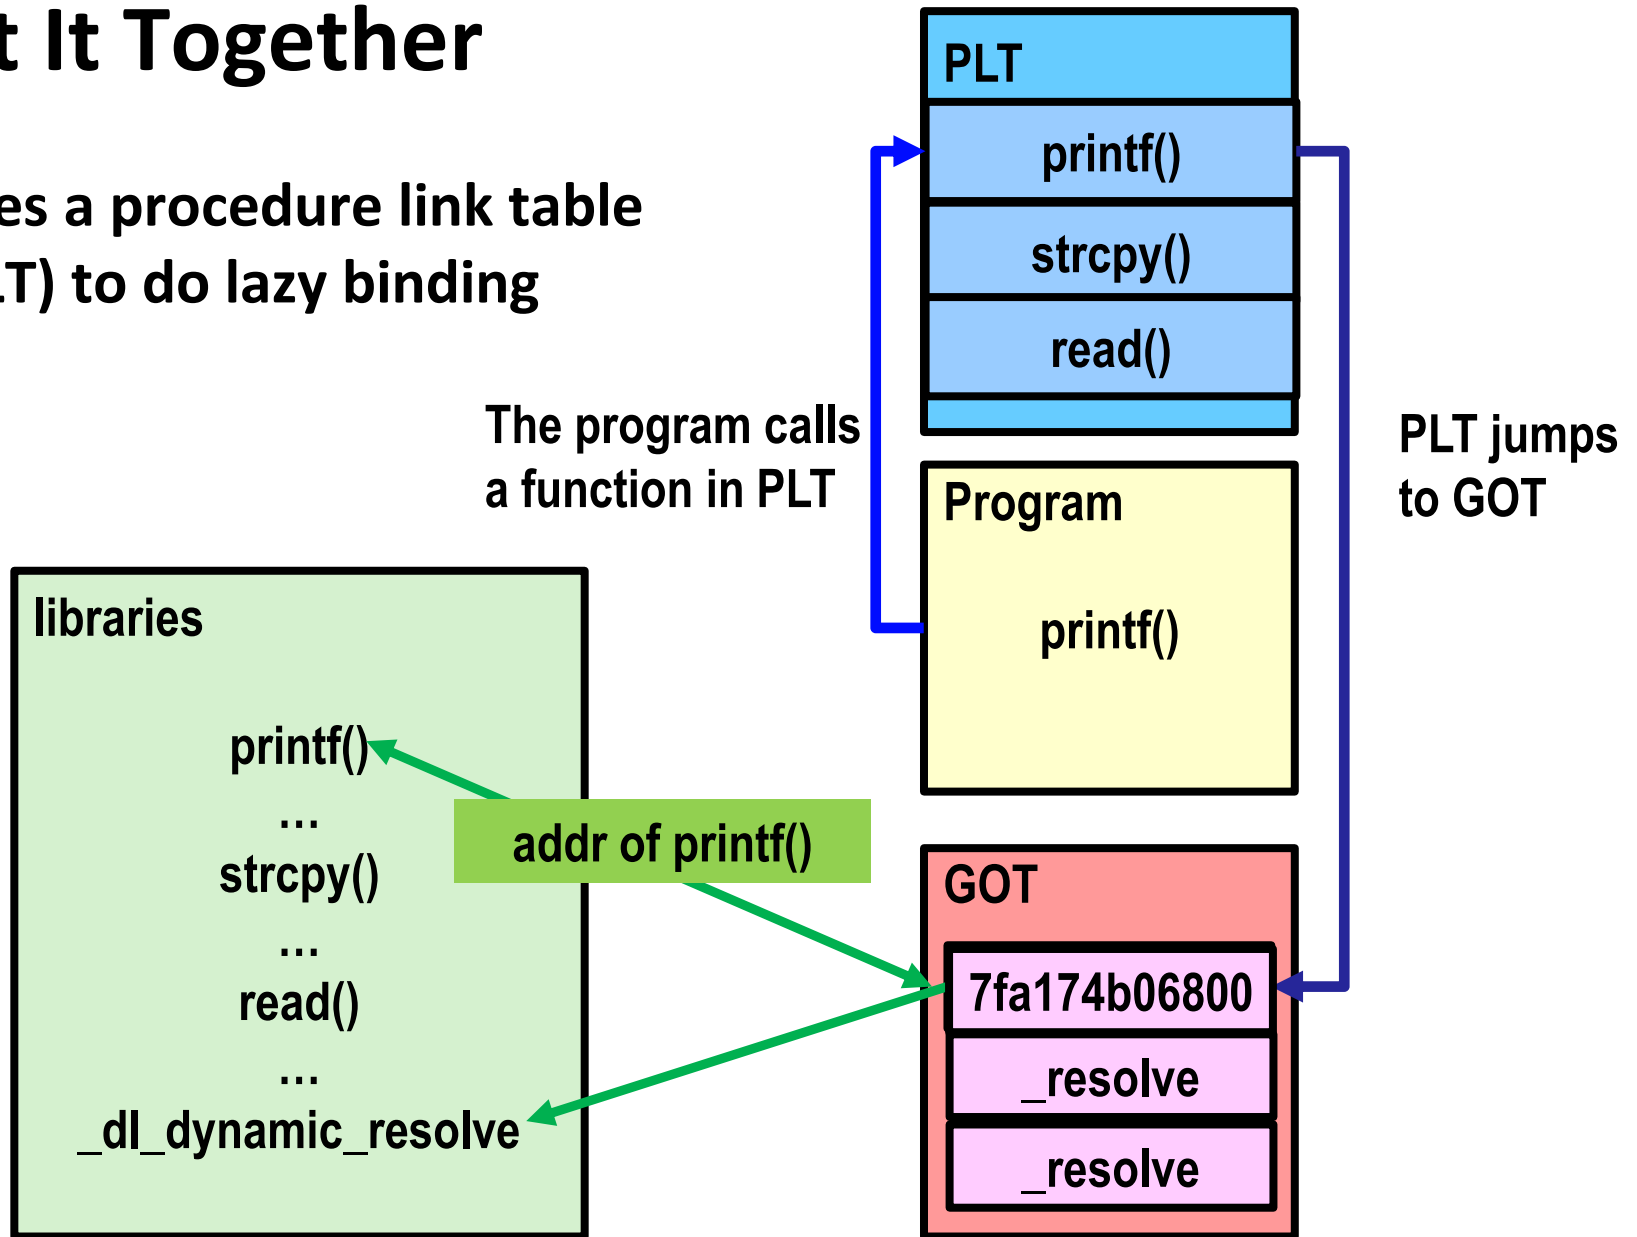 t It Together
es a procedure link table
LT) to do lazy binding
PLT
printf()
strcpy()
read()
The program calls
a function in PLT
PLT jumps
to GOT
Program
printf()
libraries
printf()
…
strcpy()
…
read()
…
_dl_dynamic_resolve
addr of printf()
GOT
7fa174b06800
_resolve
_resolve